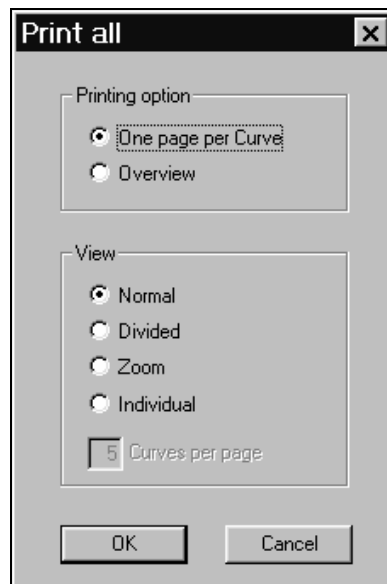 Print all
Printing option
One page per Curve
Overview
View
Normal
Divided
Zoom
Individual
5 Curves per page
OK Cancel